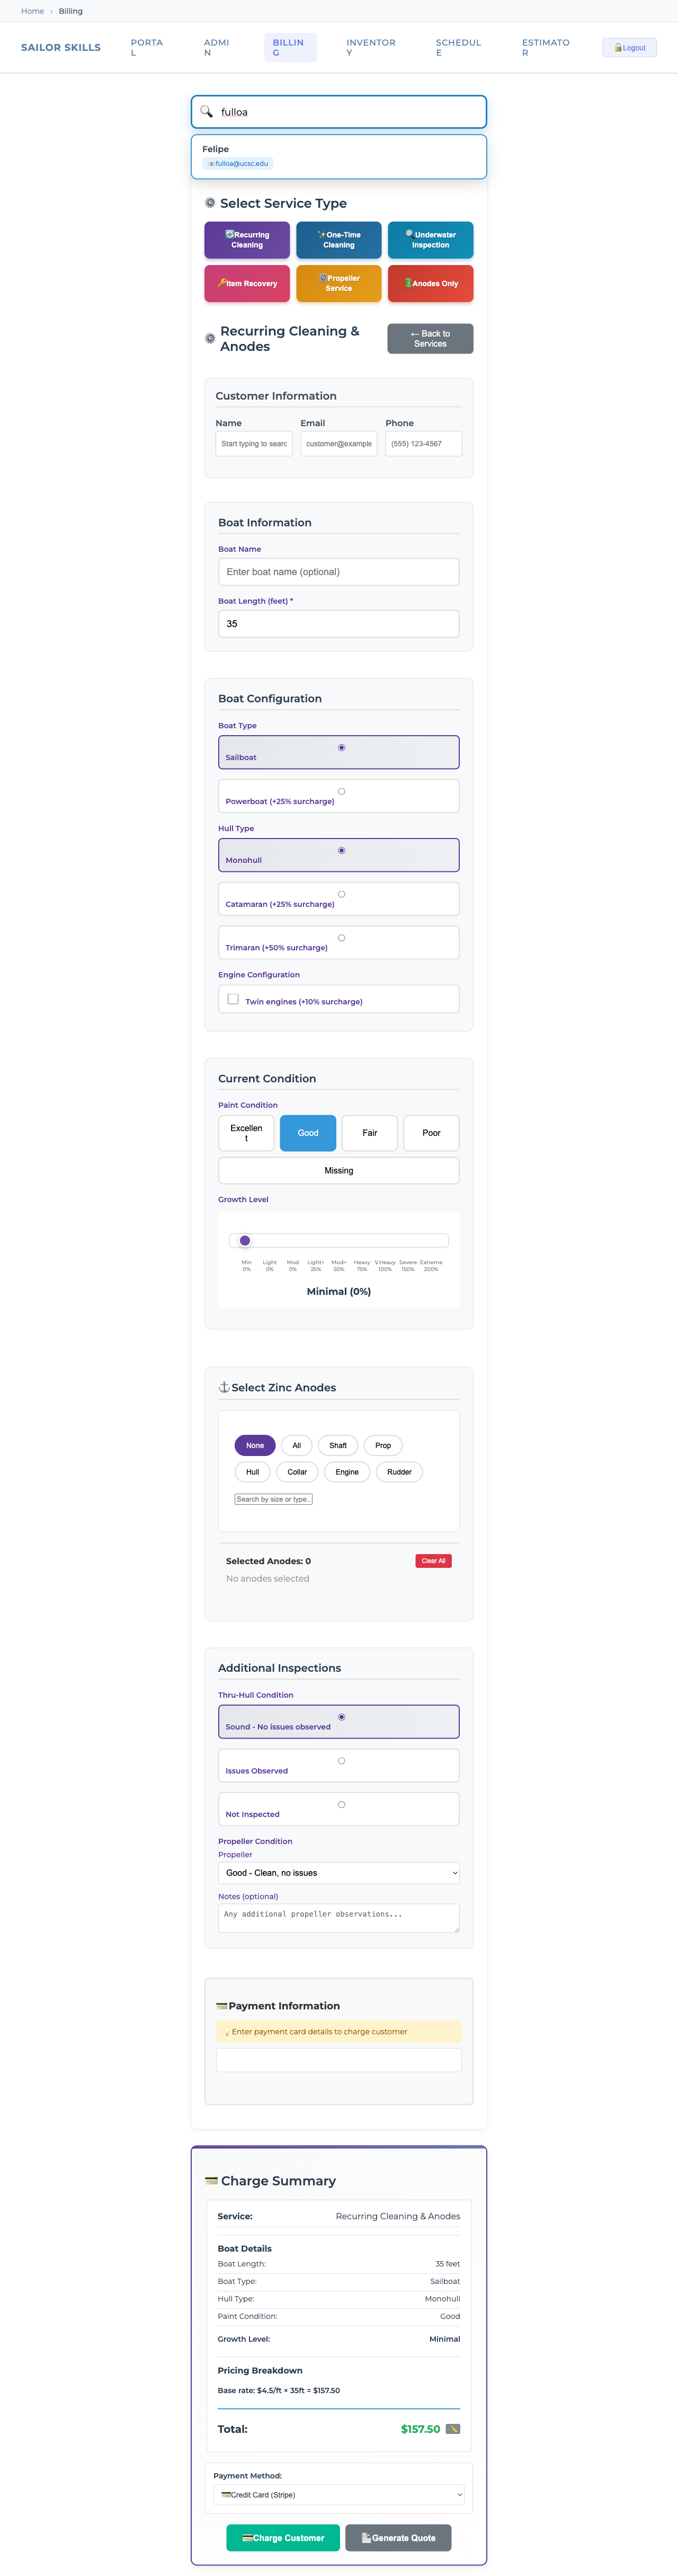 Home › Billing
SAILOR SKILLS
PORTA
L
ADMI
N
BILLIN
G
INVENTOR
Y
SCHEDUL
E
ESTIMATO
R
Logout
fulloa
Felipe
fulloa@ucsc.edu
Select Service Type
Recurring
Cleaning
One-Time
Cleaning
Underwater
Inspection
Item Recovery
Propeller
Service
Anodes Only
Recurring Cleaning &
Anodes
← Back to
Services
Customer Information
Name
Email
Phone
Start typing to searc
customer@example
(555) 123-4567
Boat Information
Boat Name
Enter boat name (optional)
Boat Length (feet) *
35
Boat Configuration
Boat Type
Sailboat
Powerboat (+25% surcharge)
Hull Type
Monohull
Catamaran (+25% surcharge)
Trimaran (+50% surcharge)
Engine Configuration
Twin engines (+10% surcharge)
Current Condition
Paint Condition
Excellen
t
Good
Fair
Poor
Missing
Growth Level
Min Light Mod Light+ Mod+ Heavy V.Heavy Severe Extreme
0% 0% 0% 25% 50% 75% 100% 150% 200%
Minimal (0%)
Select Zinc Anodes
None All Shaft Prop
Hull Collar Engine Rudder
Search by size or type..
Selected Anodes: 0
Clear All
No anodes selected
Additional Inspections
Thru-Hull Condition
Sound - No issues observed
Issues Observed
Not Inspected
Propeller Condition
Propeller
Good - Clean, no issues
Notes (optional)
Any additional propeller observations...
Payment Information
Enter payment card details to charge customer
Charge Summary
Service: Recurring Cleaning & Anodes
Boat Details
Boat Length: 35 feet
Boat Type: Sailboat
Hull Type: Monohull
Paint Condition: Good
Growth Level: Minimal
Pricing Breakdown
Base rate: $4.5/ft × 35ft = $157.50
Total: $157.50
Payment Method:
Credit Card (Stripe)
Charge Customer
Generate Quote